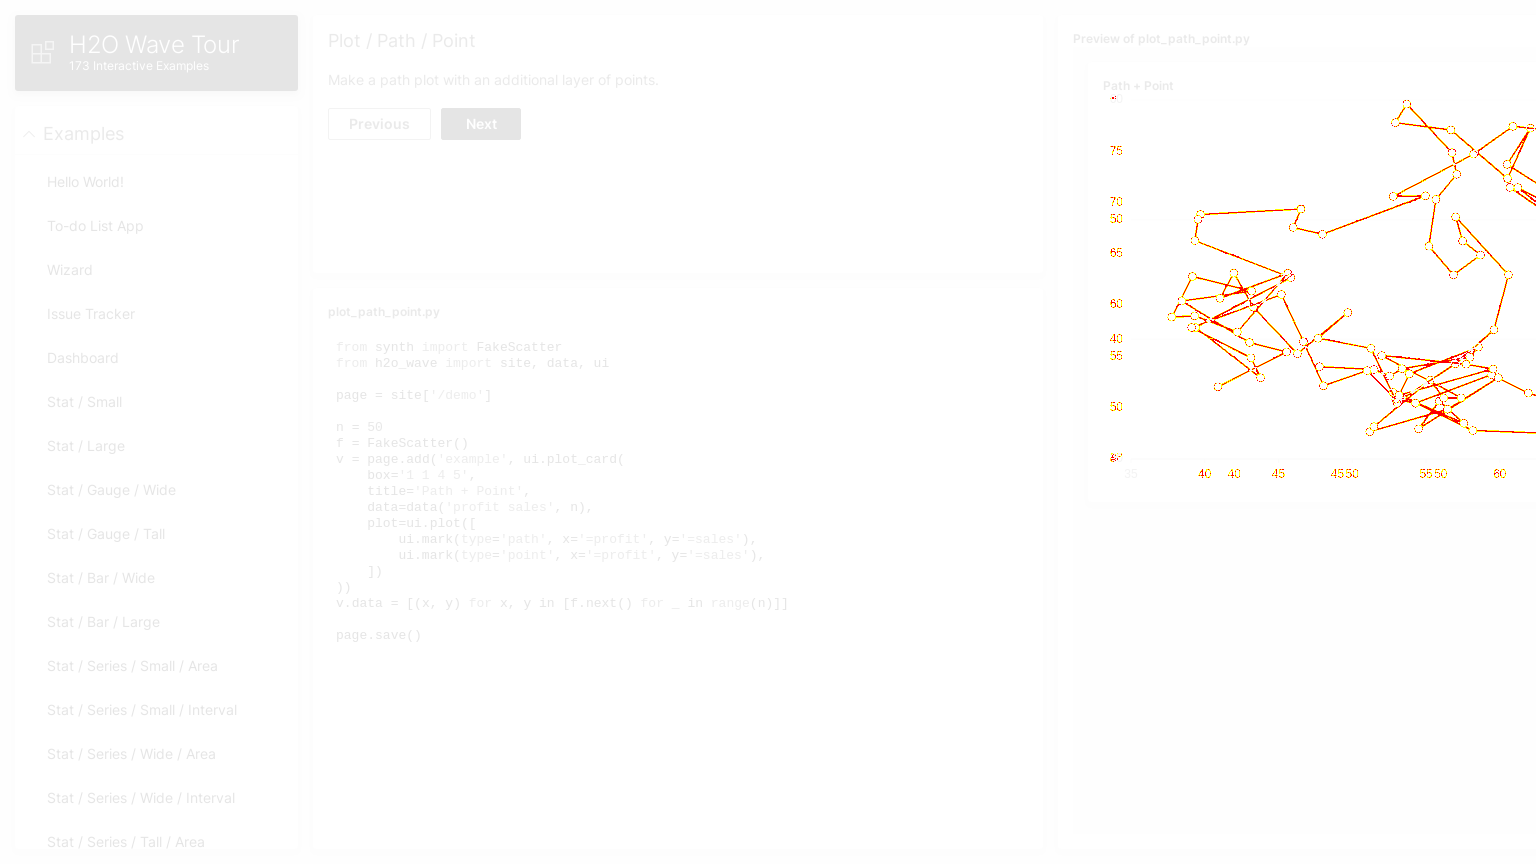 H2O Wave Tour
173 Interactive Examples
Examples
Hello World!
To-do List App
Wizard
Issue Tracker
Dashboard
Stat / Small
Stat / Large
Stat / Gauge / Wide
Stat / Gauge / Tall
Stat / Bar / Wide
Stat / Bar / Large
Stat / Series / Small / Area
Stat / Series / Small / Interval
Stat / Series / Wide / Area
Stat / Series / Wide / Interval
Stat / Series / Tall / Area
Plot / Path / Point
Make a path plot with an additional layer of points.
Previous Next
plot_path_point.py
from synth import FakeScatter
from h2o_wave import site, data, ui
page = site['/demo']
n = 50
f = FakeScatter()
v = page.add('example', ui.plot_card(
box='1 1 4 5',
title='Path + Point',
data=data('profit sales', n),
plot=ui.plot([
ui.mark(type='path', x='=profit', y='=sales'),
ui.mark(type='point', x='=profit', y='=sales'),
])
))
v.data = [(x, y) for x, y in [f.next() for _ in range(n)]]
page.save()
Preview of plot_path_point.py
Path + Point
75
70
50
65
60
40
55
50
35 40 40 45 45 50 55 50 60